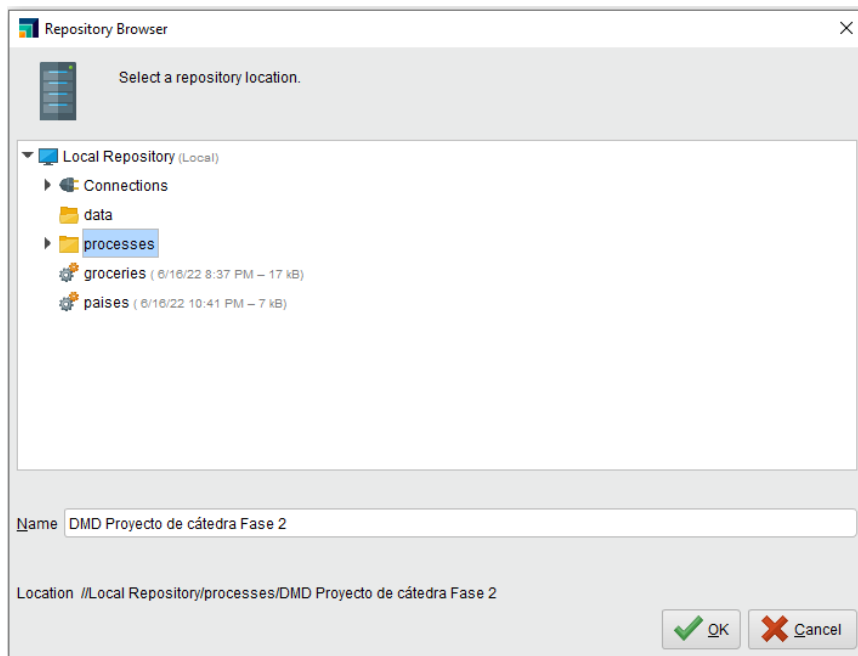 Repository Browser
Select a repository location.
Local Repository (Local)
Connections
data
processes
groceries ( 6/16/22 8:37 PM – 17 kB)
paises ( 6/16/22 10:41 PM – 7 kB)
Name DMD Proyecto de cátedra Fase 2
Location //Local Repository/processes/DMD Proyecto de cátedra Fase 2
OK Cancel